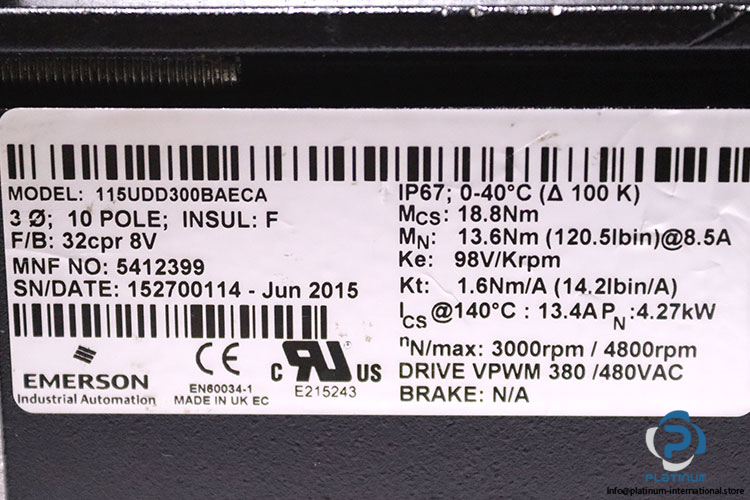 MODEL: 115UDD300BAECA
3 Ø; 10 POLE; INSUL: F
F/B: 32cpr 8V
MNF NO: 5412399
SN/DATE: 152700114 - Jun 2015
IP67; 0-40°C (Δ 100 K)
MCS: 18.8Nm
MN: 13.6Nm (120.5lbin)@8.5A
Ke: 98V/Krpm
Kt: 1.6Nm/A (14.2lbin/A)
ICS @140°C : 13.4A PN:4.27kW
nN/max: 3000rpm / 4800rpm
DRIVE VPWM 380 /480VAC
BRAKE: N/A
EMERSON
Industrial Automation
CE
EN60034-1
MADE IN UK EC
c RU US
E215243
PLATINUM
info@platinum-international.store